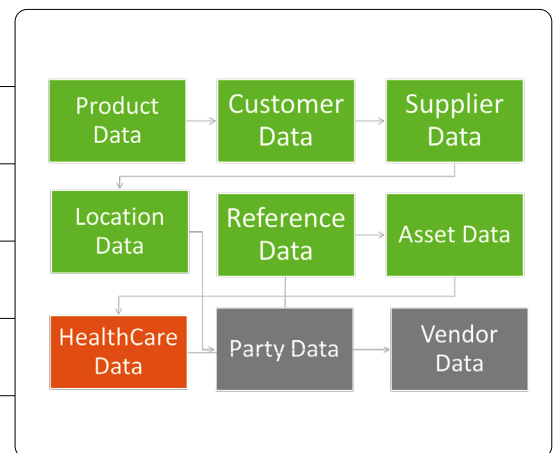 Product
Data
Customer
Data
Supplier
Data
Location
Data
Reference
Data
Asset Data
HealthCare
Data
Party Data
Vendor
Data